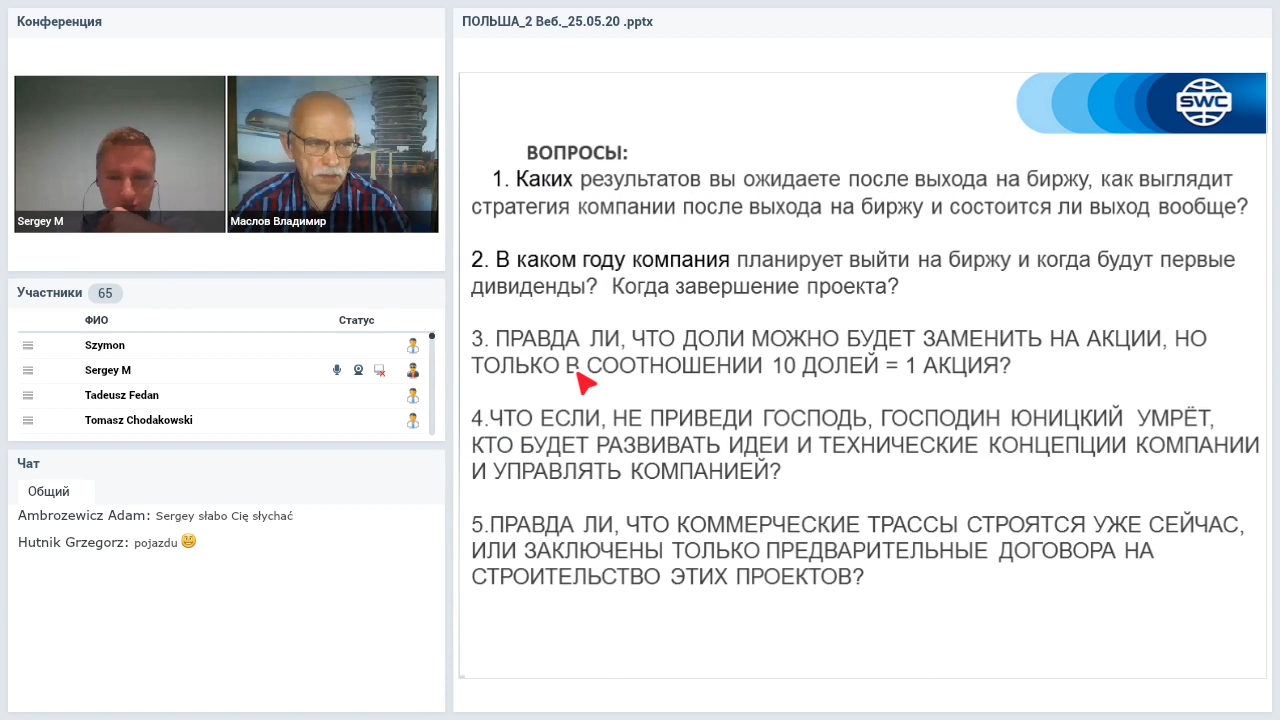 Конференция
Sergey M
Маслов Владимир
Участники 65
ФИО Статус
Szymon
Sergey M
Tadeusz Fedan
Tomasz Chodakowski
Чат
Общий
Ambrozewicz Adam: Sergey słabo Cię słychać
Hutnik Grzegorz: pojazdu
ПОЛЬША_2 Веб._25.05.20 .pptx
SWC
ВОПРОСЫ:
1. Каких результатов вы ожидаете после выхода на биржу, как выглядит
стратегия компании после выхода на биржу и состоится ли выход вообще?
2. В каком году компания планирует выйти на биржу и когда будут первые
дивиденды? Когда завершение проекта?
3. ПРАВДА ЛИ, ЧТО ДОЛИ МОЖНО БУДЕТ ЗАМЕНИТЬ НА АКЦИИ, НО
ТОЛЬКО В СООТНОШЕНИИ 10 ДОЛЕЙ = 1 АКЦИЯ?
4.ЧТО ЕСЛИ, НЕ ПРИВЕДИ ГОСПОДЬ, ГОСПОДИН ЮНИЦКИЙ УМРЁТ,
КТО БУДЕТ РАЗВИВАТЬ ИДЕИ И ТЕХНИЧЕСКИЕ КОНЦЕПЦИИ КОМПАНИИ
И УПРАВЛЯТЬ КОМПАНИЕЙ?
5.ПРАВДА ЛИ, ЧТО КОММЕРЧЕСКИЕ ТРАССЫ СТРОЯТСЯ УЖЕ СЕЙЧАС,
ИЛИ ЗАКЛЮЧЕНЫ ТОЛЬКО ПРЕДВАРИТЕЛЬНЫЕ ДОГОВОРА НА
СТРОИТЕЛЬСТВО ЭТИХ ПРОЕКТОВ?